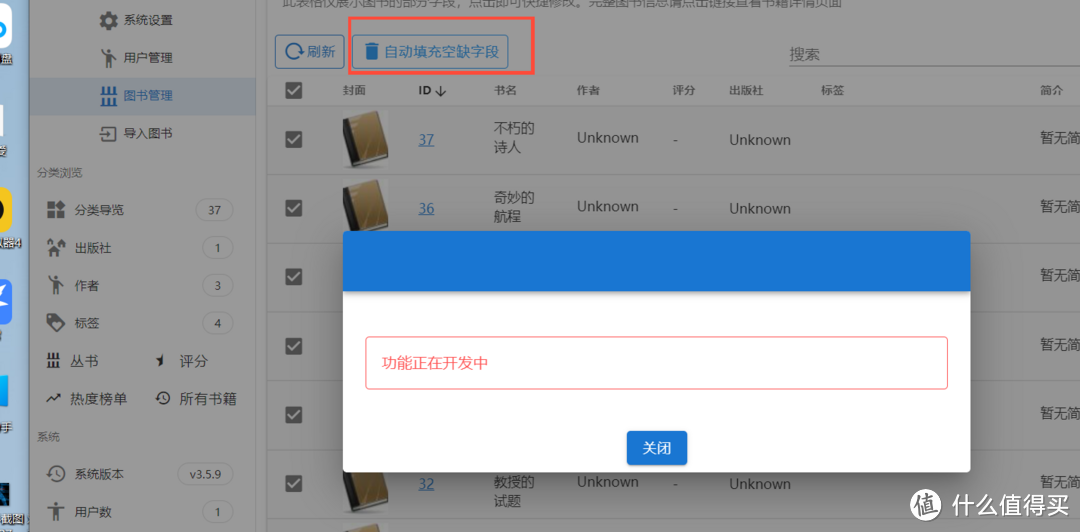 此表格仅展示图书的部分字段，点击即可快捷修改。完整图书信息请点击链接查看书籍详情页面
系统设置
刷新
自动填充空缺字段
搜索
用户管理
封面
ID
书名
作者
评分
出版社
标签
简介
图书管理
导入图书
37
不朽的
诗人
Unknown
-
Unknown
暂无简
分类浏览
分类导览
37
36
奇妙的
航程
Unknown
-
Unknown
暂无简
出版社
1
作者
3
暂无简
标签
4
暂无简
丛书
评分
功能正在开发中
热度榜单
所有书籍
暂无简
系统
关闭
系统版本
v3.5.9
32
教授的
试题
Unknown
-
Unknown
暂无简
用户数
1
盘
器4
手
截图
值 什么值得买